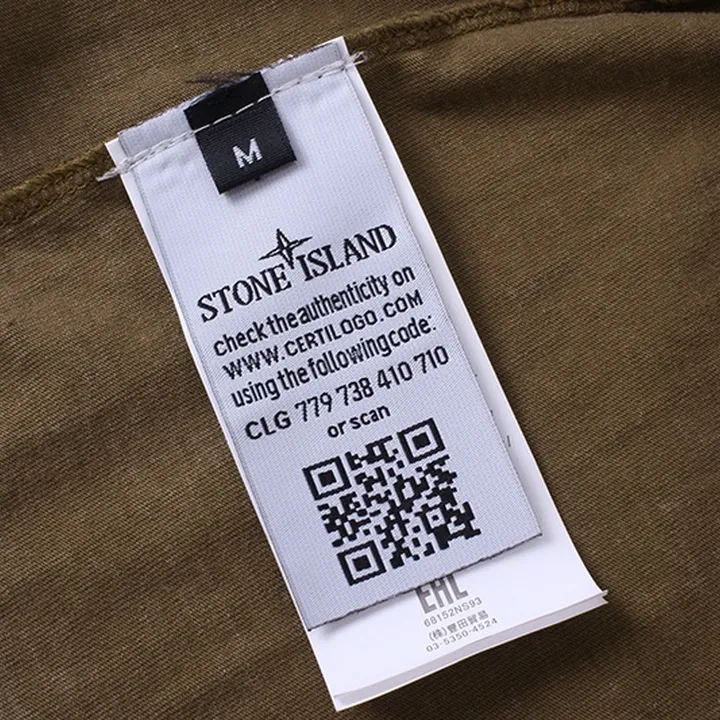 M
STONE ISLAND
check the authenticity on
WWW.CERTILOGO.COM
using the following code:
CLG 779 738 410 710
or scan
EAC
68152NS93
(株)豊田貿易
03-5350-4524